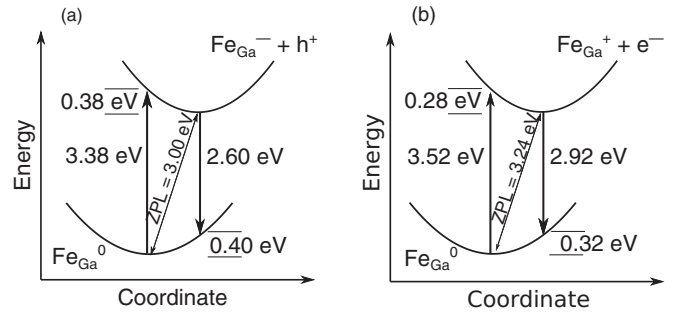 (a)
Fe_Ga^— + h^+
0.38 eV
3.38 eV
ZPL = 3.00 eV
2.60 eV
0.40 eV
Fe_Ga^0
Energy
Coordinate
(b)
Fe_Ga^+ + e^—
0.28 eV
3.52 eV
ZPL = 3.24 eV
2.92 eV
0.32 eV
Fe_Ga^0
Energy
Coordinate